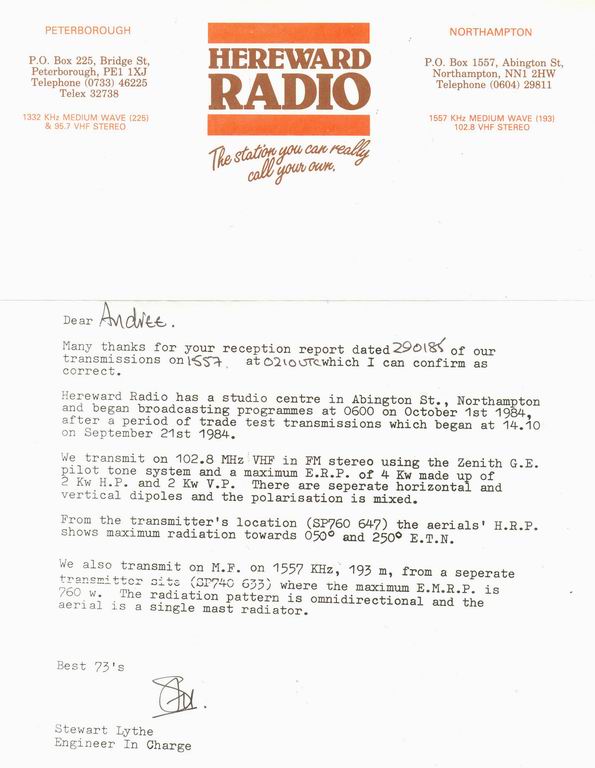 PETERBOROUGH
P.O. Box 225, Bridge St,
Peterborough, PE1 1XJ
Telephone (0733) 46225
Telex 32738
1332 KHz MEDIUM WAVE (225)
& 95.7 VHF STEREO
HEREWARD
RADIO
The station you can really
call your own.
NORTHAMPTON
P.O. Box 1557, Abington St,
Northampton, NN1 2HW
Telephone (0604) 29811
1557 KHz MEDIUM WAVE (193)
102.8 VHF STEREO
Dear Andree.
Many thanks for your reception report dated 290185 of our
transmissions on 1557. at 0210 UTC which I can confirm as
correct.
Hereward Radio has a studio centre in Abington St., Northampton
and began broadcasting programmes at 0600 on October 1st 1984,
after a period of trade test transmissions which began at 14.10
on September 21st 1984.
We transmit on 102.8 MHz VHF in FM stereo using the Zenith G.E.
pilot tone system and a maximum E.R.P. of 4 Kw made up of
2 Kw H.P. and 2 Kw V.P. There are seperate horizontal and
vertical dipoles and the polarisation is mixed.
From the transmitter's location (SP760 647) the aerials' H.R.P.
shows maximum radiation towards 050° and 250° E.T.N.
We also transmit on M.F. on 1557 KHz, 193 m, from a seperate
transmitter site (SP740 633) where the maximum E.M.R.P. is
760 w. The radiation pattern is omnidirectional and the
aerial is a single mast radiator.
Best 73's
Stewart Lythe
Engineer In Charge